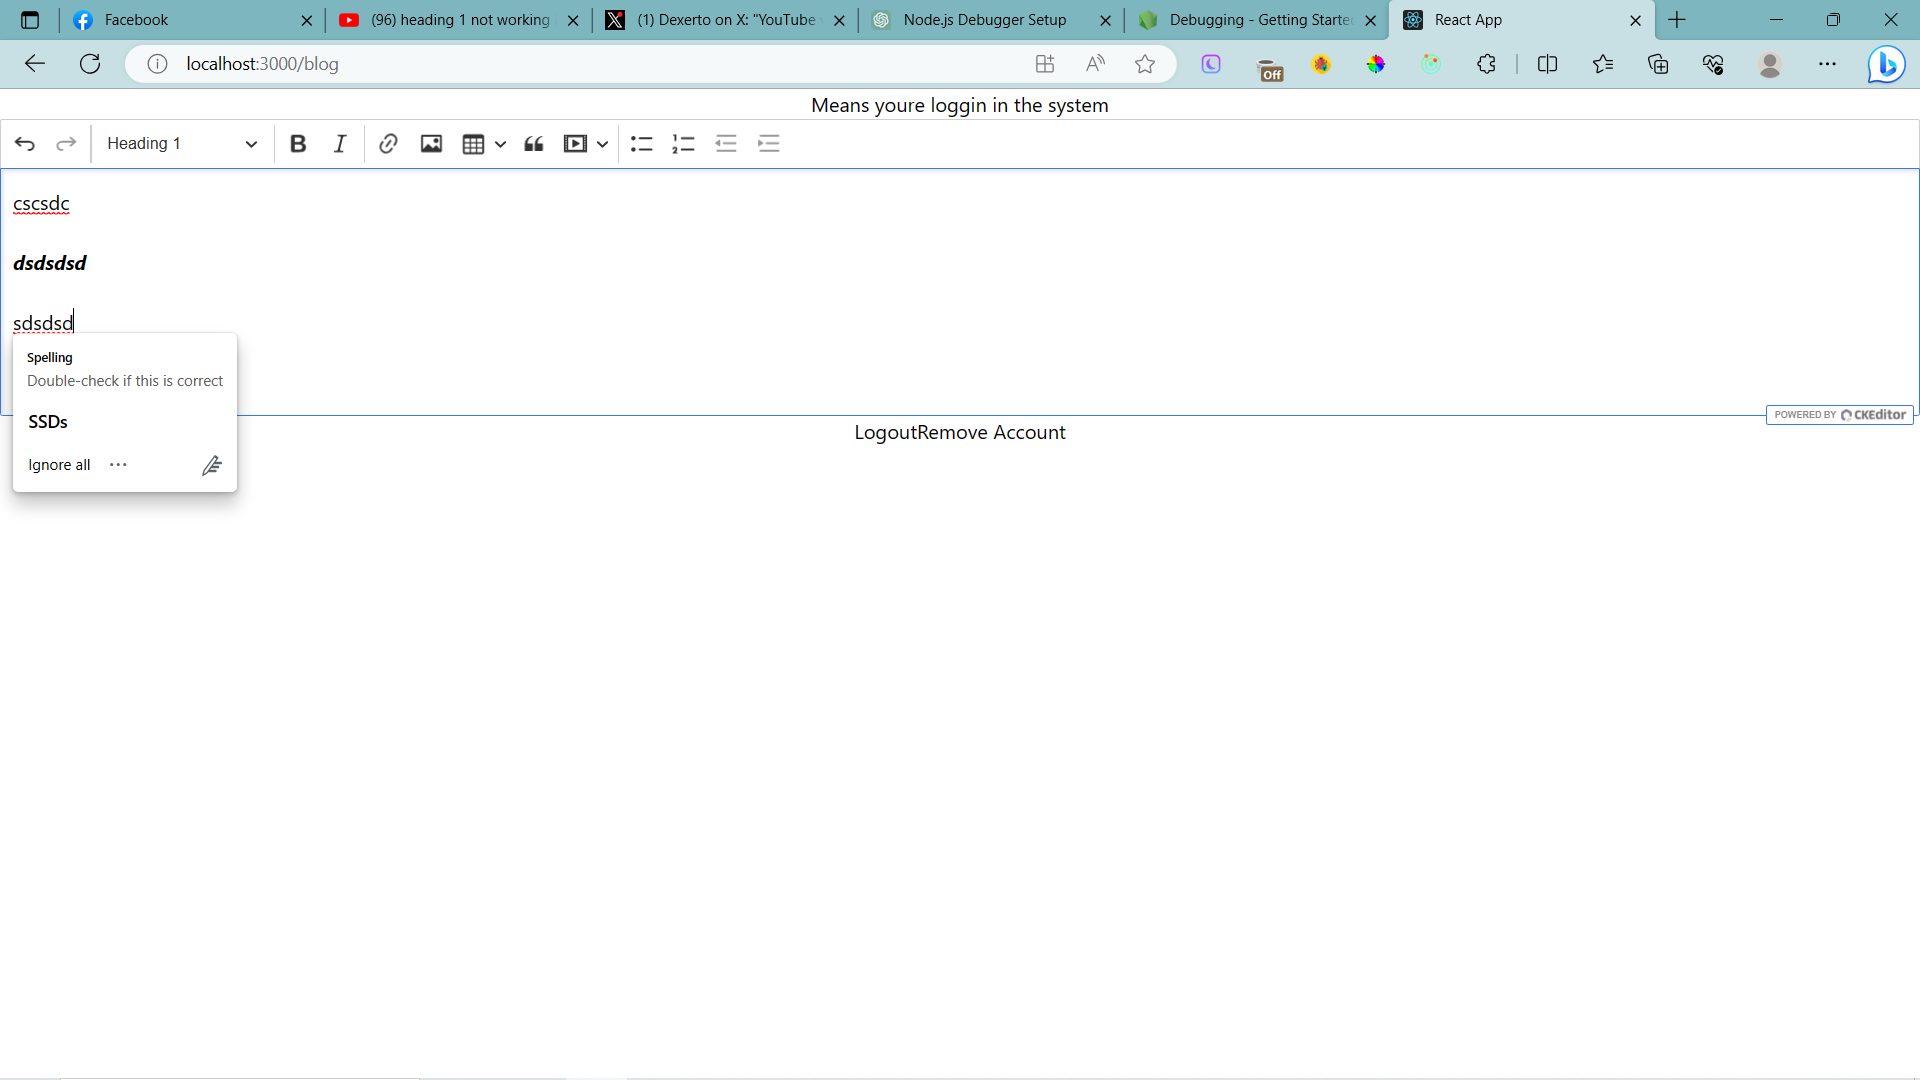 Facebook
(96) heading 1 not working
(1) Dexerto on X: "YouTube
Node.js Debugger Setup
Debugging - Getting Starte
React App
localhost:3000/blog
Off
Means youre loggin in the system
Heading 1
cscsdc
dsdsdsd
sdsdsd
Spelling
Double-check if this is correct
SSDs
Ignore all
POWERED BY CKEditor
LogoutRemove Account